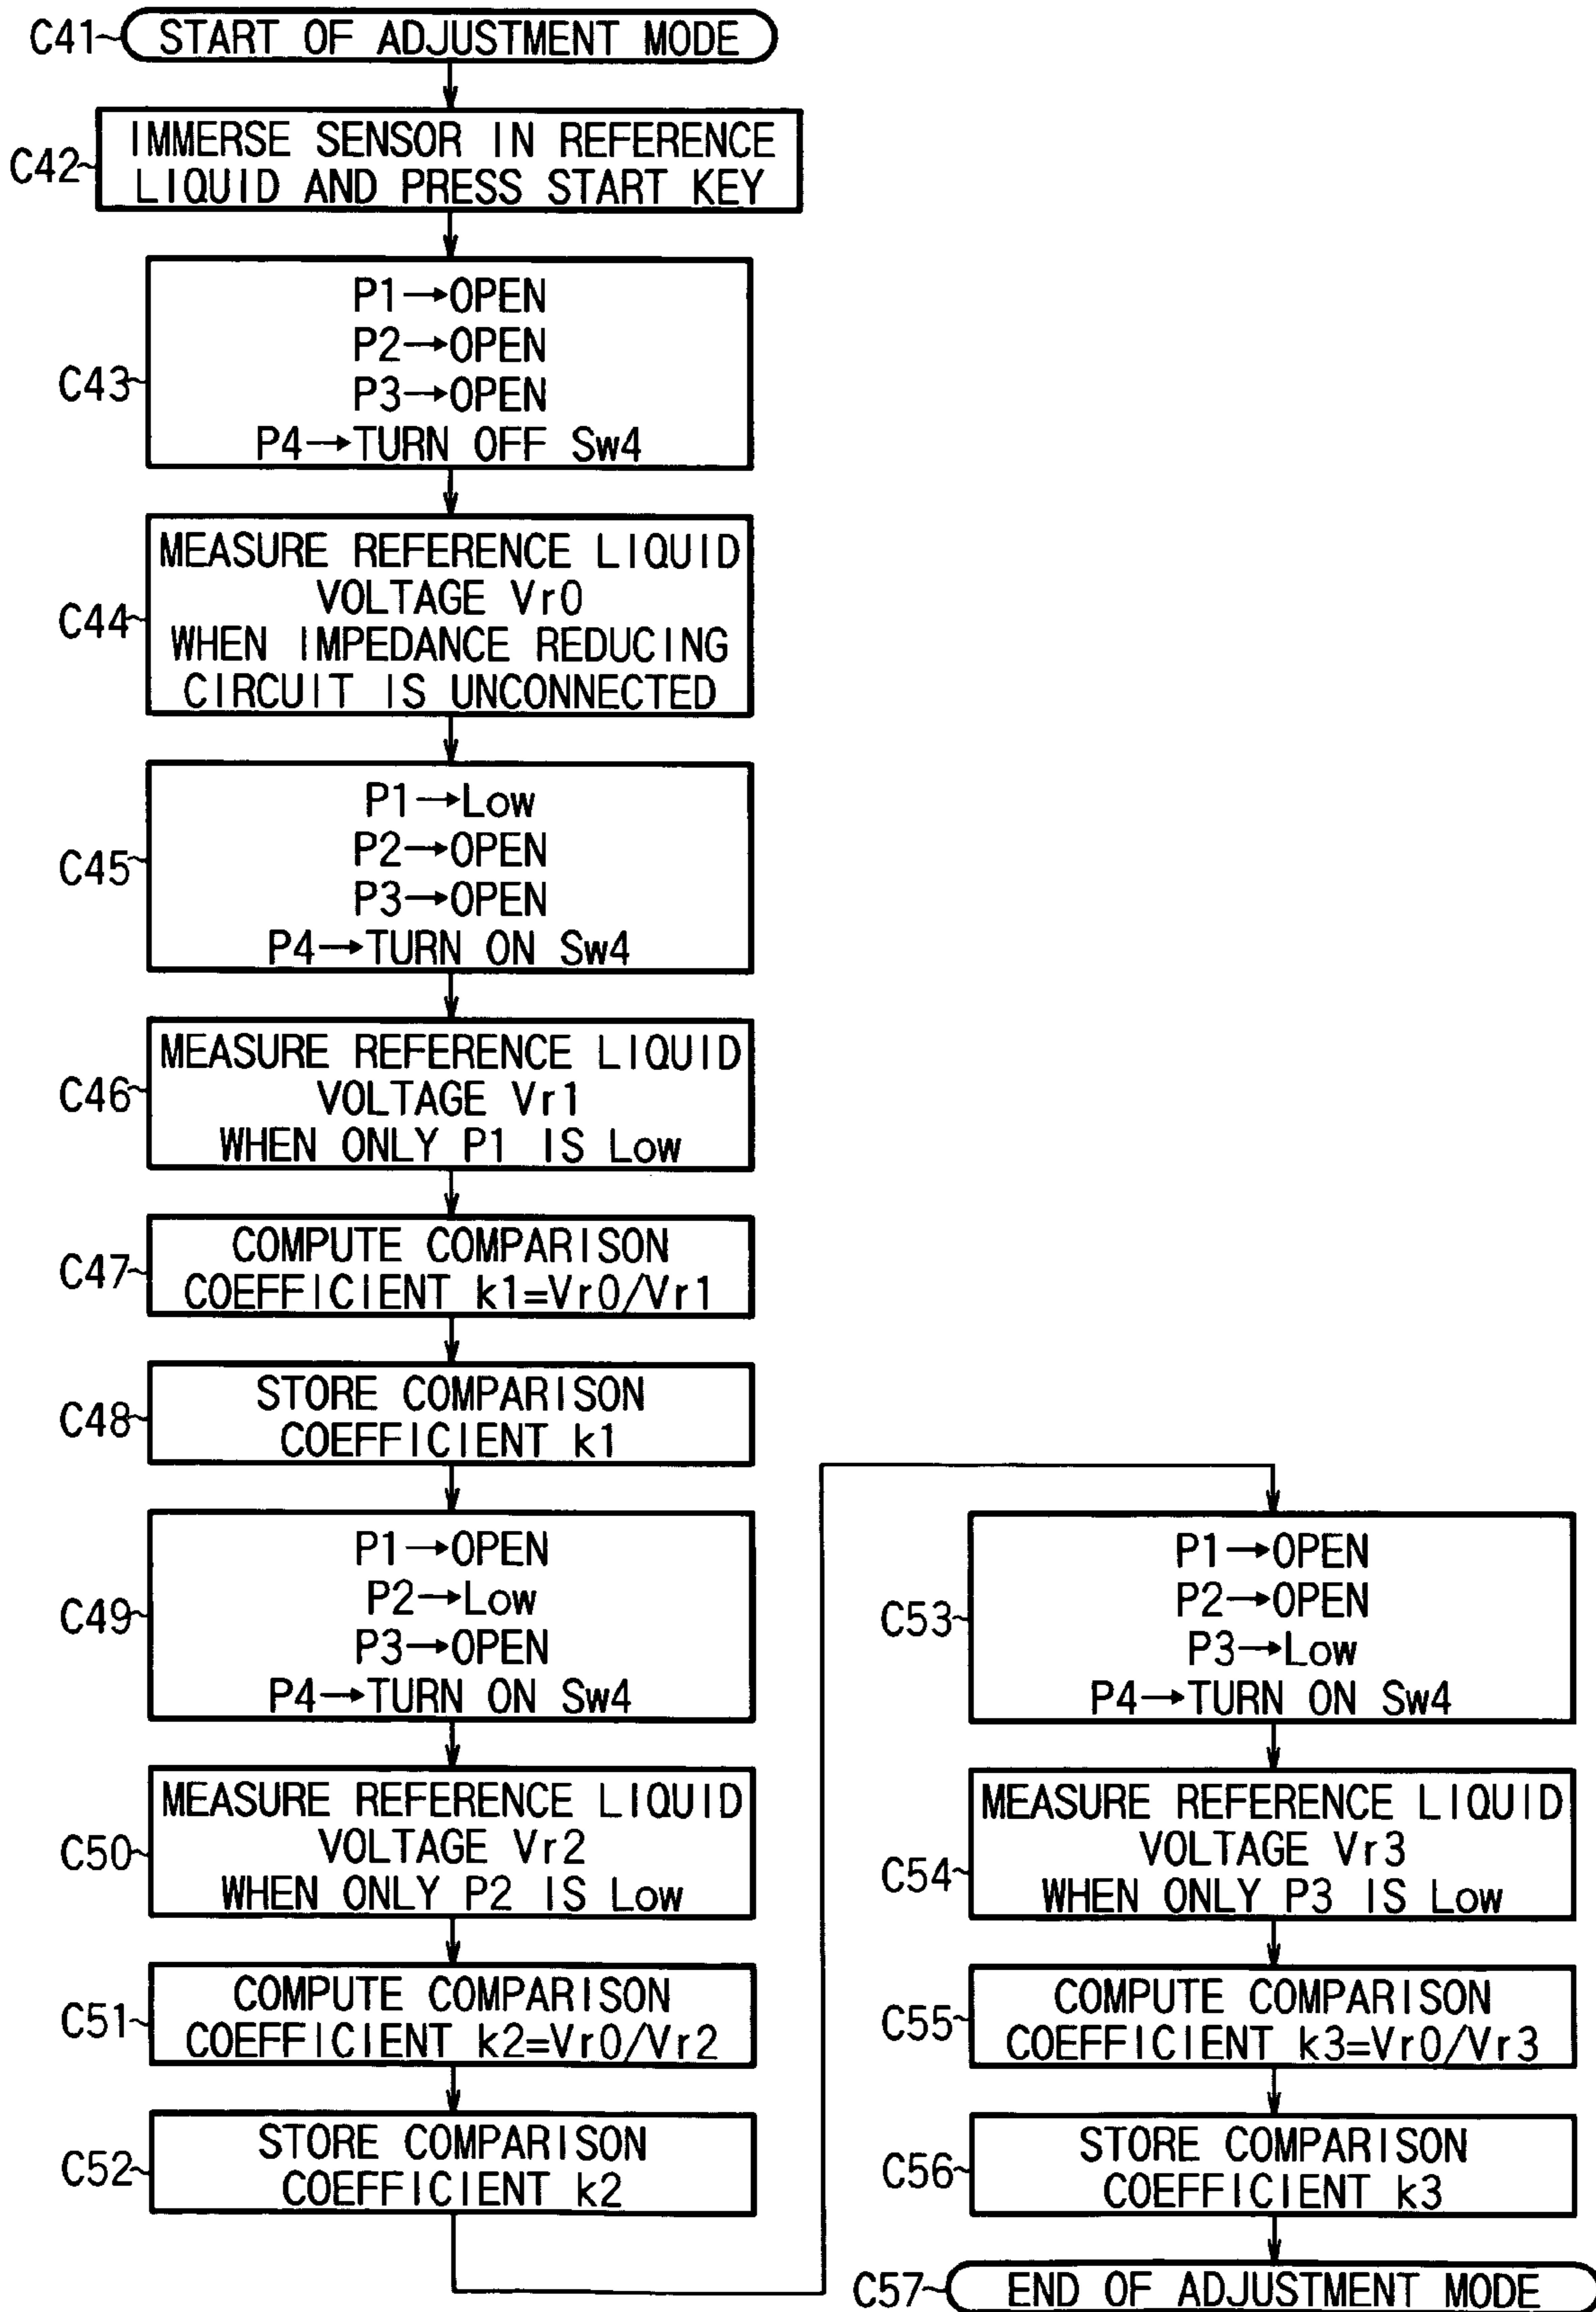 C41
START OF ADJUSTMENT MODE
C42
IMMERSE SENSOR IN REFERENCE
LIQUID AND PRESS START KEY
C43
P1→OPEN
P2→OPEN
P3→OPEN
P4→TURN OFF Sw4
C44
MEASURE REFERENCE LIQUID
VOLTAGE Vr0
WHEN IMPEDANCE REDUCING
CIRCUIT IS UNCONNECTED
C45
P1→Low
P2→OPEN
P3→OPEN
P4→TURN ON Sw4
C46
MEASURE REFERENCE LIQUID
VOLTAGE Vr1
WHEN ONLY P1 IS Low
C47
COMPUTE COMPARISON
COEFFICIENT k1=Vr0/Vr1
C48
STORE COMPARISON
COEFFICIENT k1
C49
P1→OPEN
P2→Low
P3→OPEN
P4→TURN ON Sw4
C50
MEASURE REFERENCE LIQUID
VOLTAGE Vr2
WHEN ONLY P2 IS Low
C51
COMPUTE COMPARISON
COEFFICIENT k2=Vr0/Vr2
C52
STORE COMPARISON
COEFFICIENT k2
C53
P1→OPEN
P2→OPEN
P3→Low
P4→TURN ON Sw4
C54
MEASURE REFERENCE LIQUID
VOLTAGE Vr3
WHEN ONLY P3 IS Low
C55
COMPUTE COMPARISON
COEFFICIENT k3=Vr0/Vr3
C56
STORE COMPARISON
COEFFICIENT k3
C57
END OF ADJUSTMENT MODE